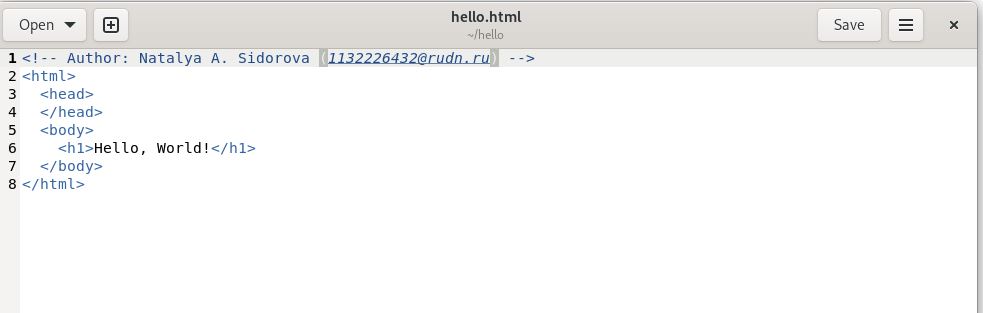 Open
hello.html
~/hello
Save
1 <!-- Author: Natalya A. Sidorova (1132226432@rudn.ru) -->
2 <html>
3   <head>
4   </head>
5   <body>
6     <h1>Hello, World!</h1>
7   </body>
8 </html>